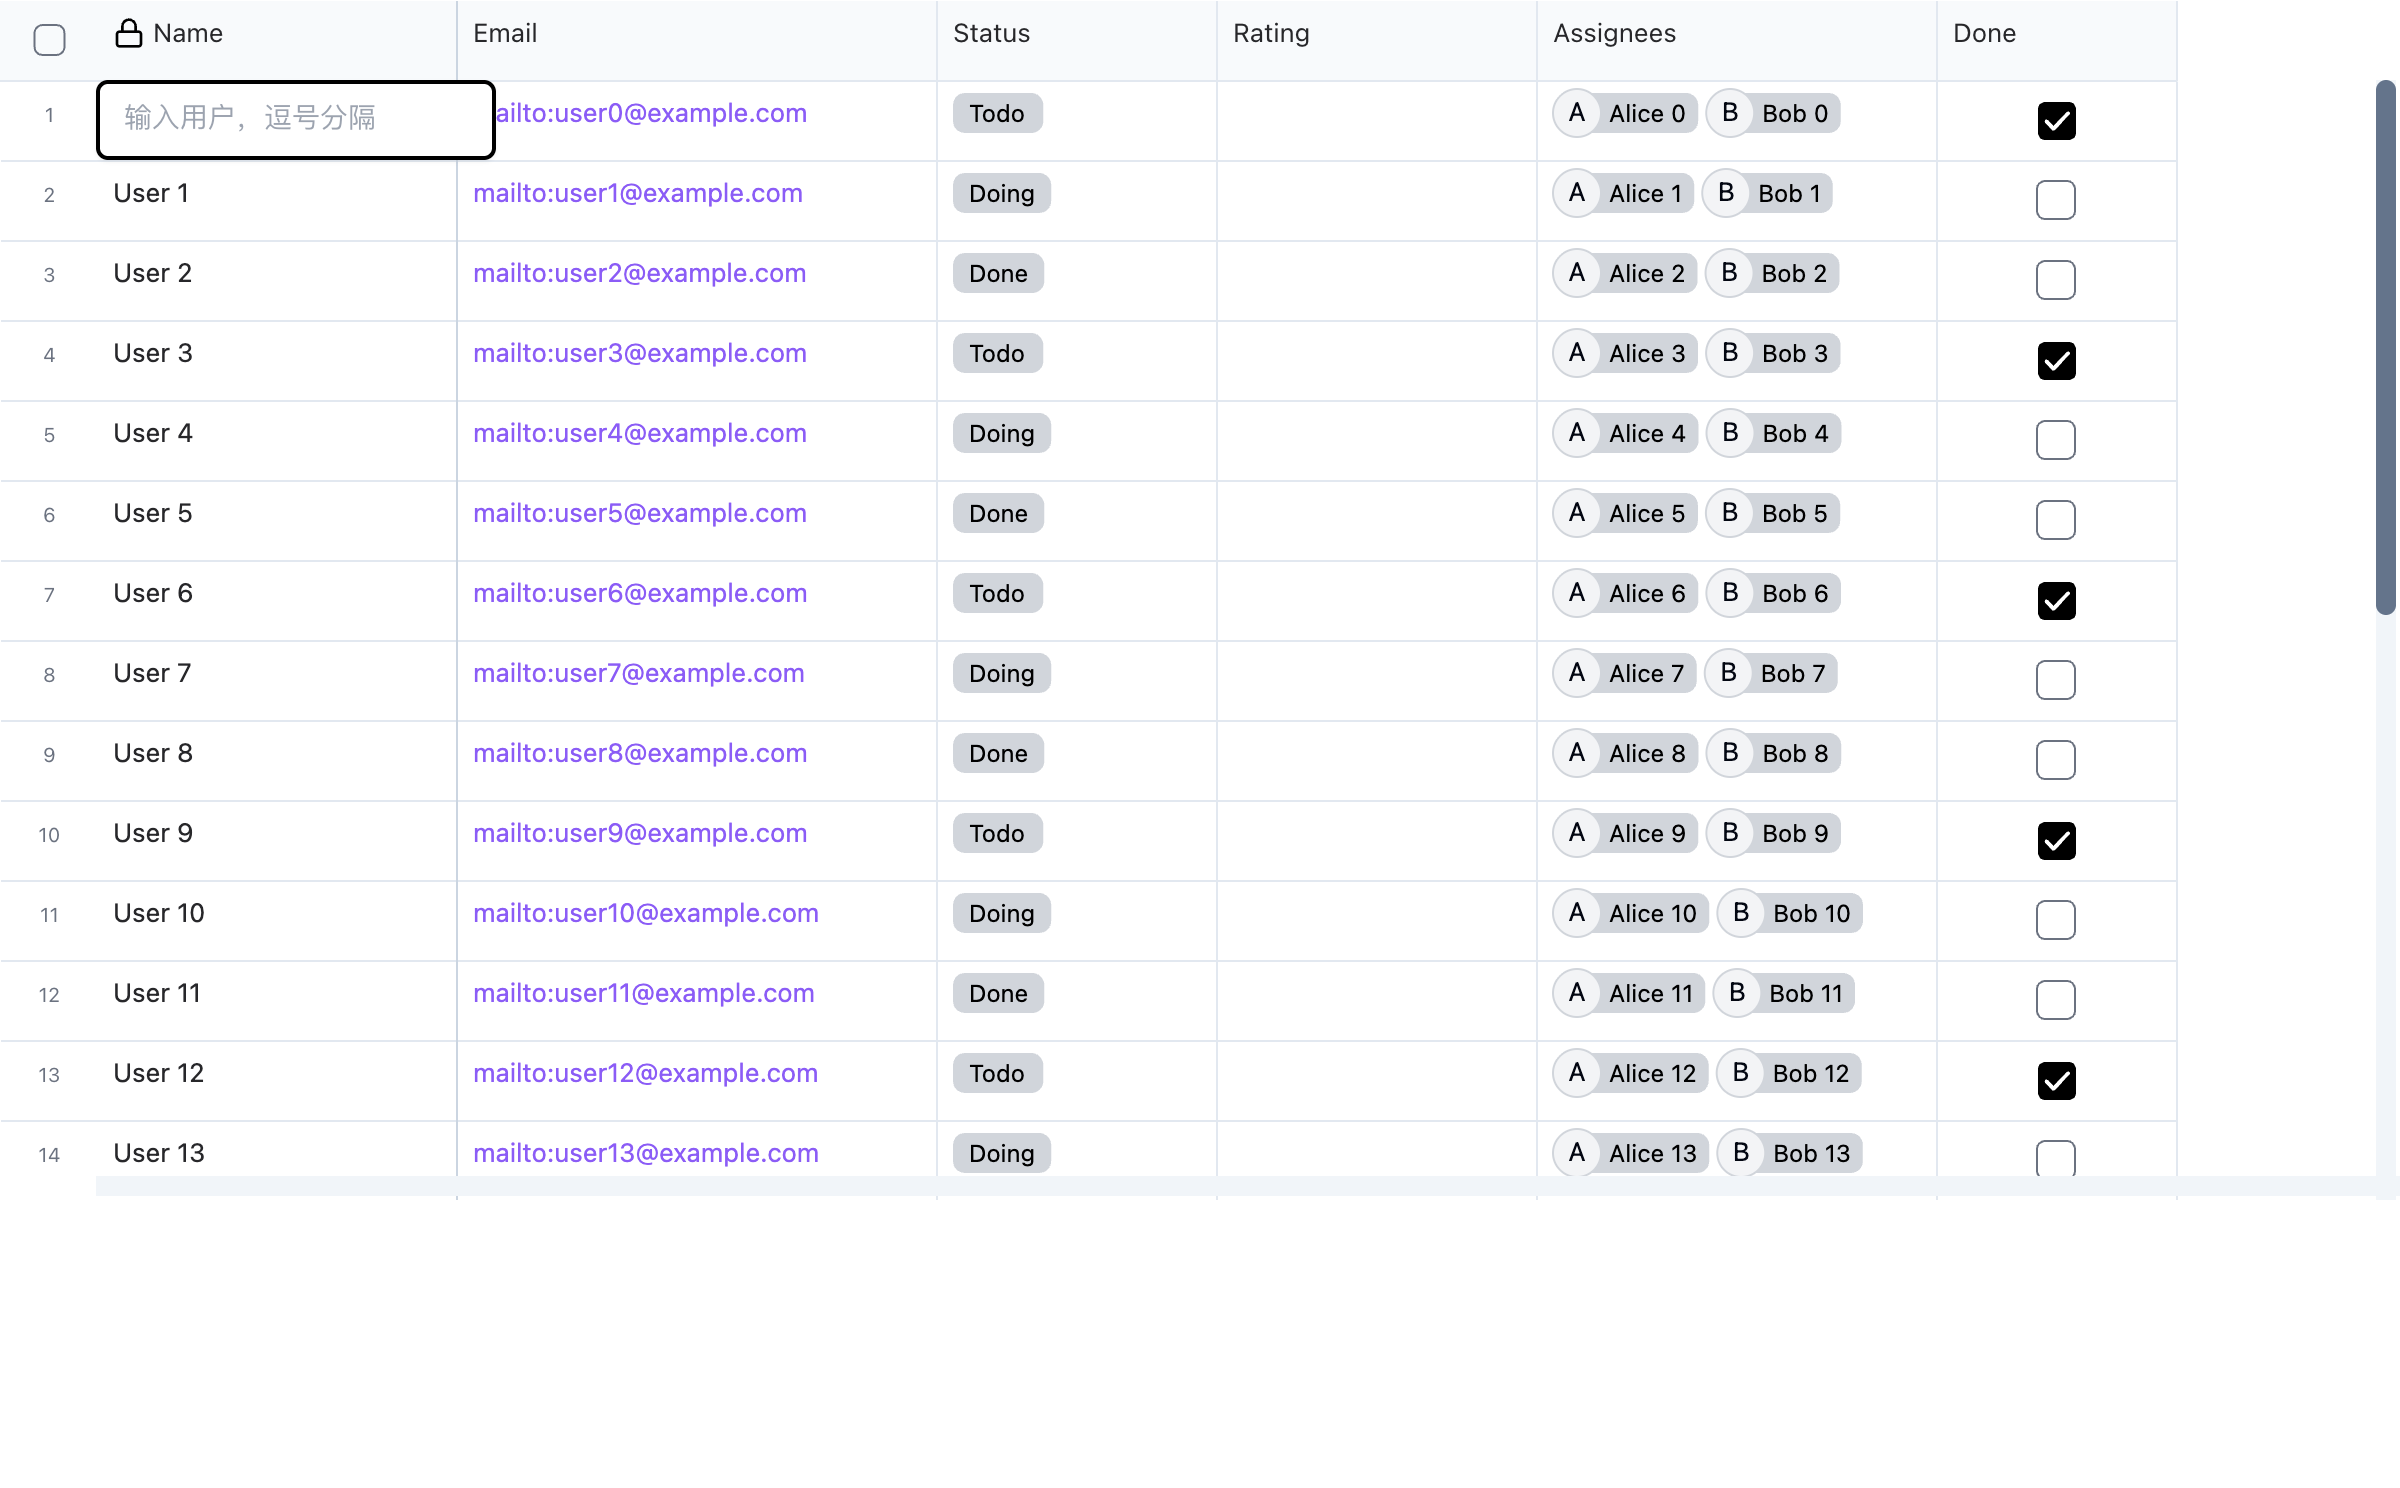 Name Email Status Rating Assignees Done
1 输入用户，逗号分隔 ailto:user0@example.com Todo A Alice 0 B Bob 0
2 User 1 mailto:user1@example.com Doing A Alice 1 B Bob 1
3 User 2 mailto:user2@example.com Done A Alice 2 B Bob 2
4 User 3 mailto:user3@example.com Todo A Alice 3 B Bob 3
5 User 4 mailto:user4@example.com Doing A Alice 4 B Bob 4
6 User 5 mailto:user5@example.com Done A Alice 5 B Bob 5
7 User 6 mailto:user6@example.com Todo A Alice 6 B Bob 6
8 User 7 mailto:user7@example.com Doing A Alice 7 B Bob 7
9 User 8 mailto:user8@example.com Done A Alice 8 B Bob 8
10 User 9 mailto:user9@example.com Todo A Alice 9 B Bob 9
11 User 10 mailto:user10@example.com Doing A Alice 10 B Bob 10
12 User 11 mailto:user11@example.com Done A Alice 11 B Bob 11
13 User 12 mailto:user12@example.com Todo A Alice 12 B Bob 12
14 User 13 mailto:user13@example.com Doing A Alice 13 B Bob 13